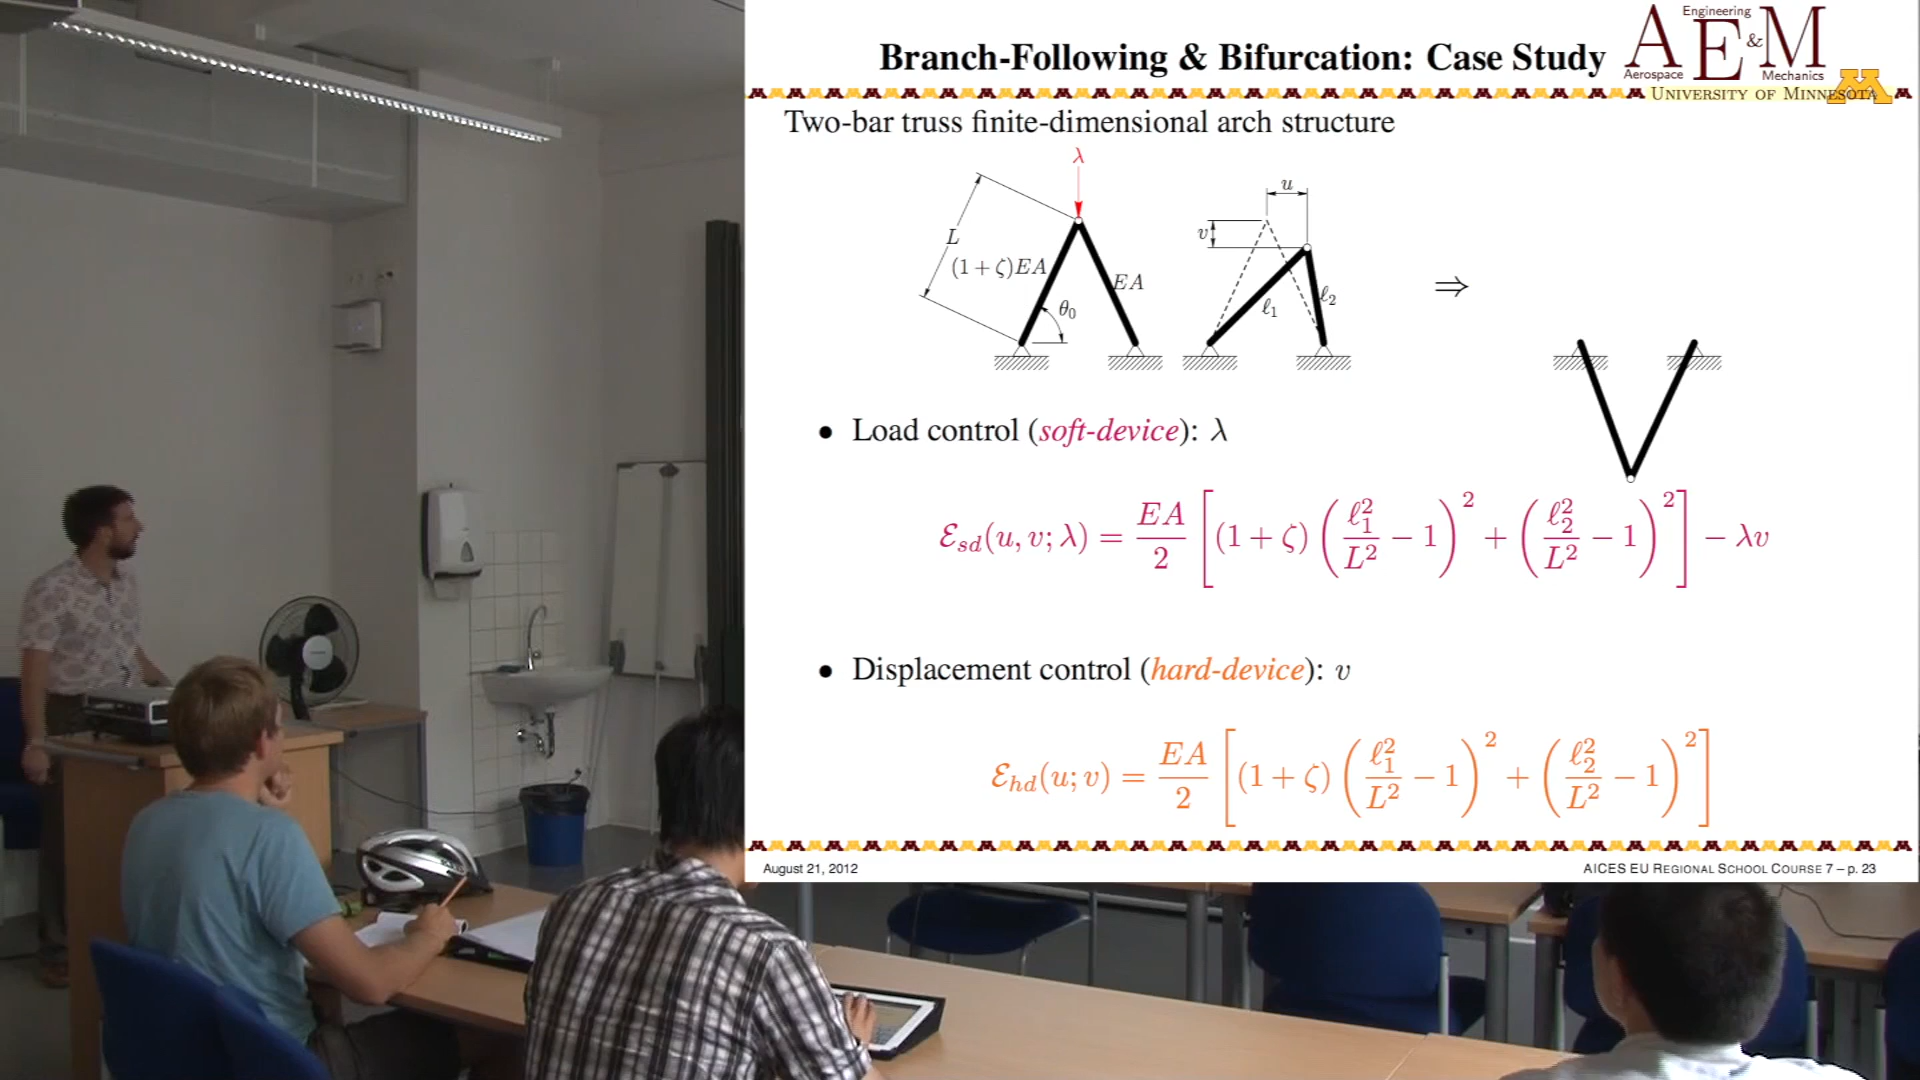 Branch-Following & Bifurcation: Case Study
AE&M
Engineering
Aerospace
Mechanics
UNIVERSITY OF MINNESOTA
Two-bar truss finite-dimensional arch structure
λ
L
(1 + ζ)EA
EA
θ₀
u
v
ℓ₁
ℓ₂
⇒
• Load control (soft-device): λ
ℰ_sd(u, v; λ) = EA/2 [(1 + ζ) (ℓ₁²/L² − 1)² + (ℓ₂²/L² − 1)²] − λv
• Displacement control (hard-device): v
ℰ_hd(u; v) = EA/2 [(1 + ζ) (ℓ₁²/L² − 1)² + (ℓ₂²/L² − 1)²]
August 21, 2012
AICES EU REGIONAL SCHOOL COURSE 7 – p. 23